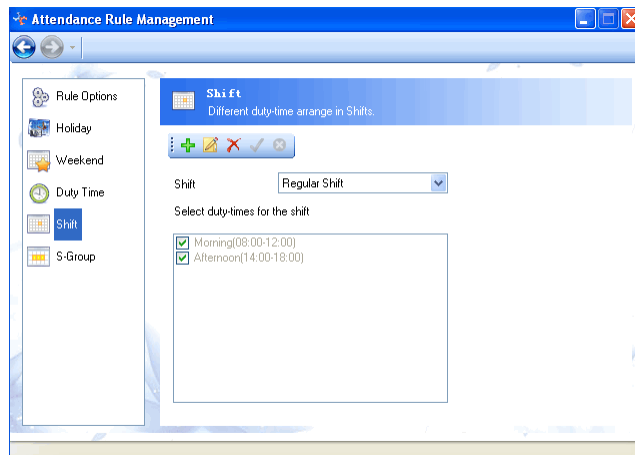 Attendance Rule Management
Rule Options
Holiday
Weekend
Duty Time
Shift
S-Group
Shift
Different duty-time arrange in Shifts.
Shift
Regular Shift
Select duty-times for the shift
Morning(08:00-12:00)
Afternoon(14:00-18:00)